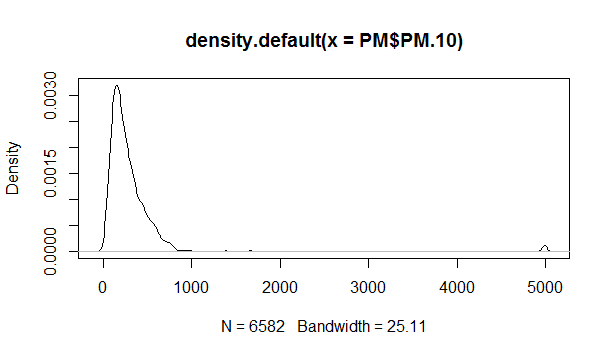 density.default(x = PM$PM.10)
Density
0.0030
0.0015
0.0000
0 1000 2000 3000 4000 5000
N = 6582 Bandwidth = 25.11